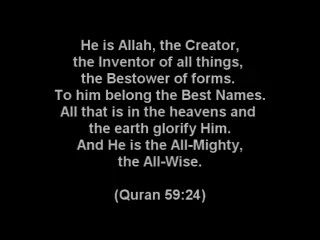 He is Allah, the Creator,
the Inventor of all things,
the Bestower of forms.
To him belong the Best Names.
All that is in the heavens and
the earth glorify Him.
And He is the All-Mighty,
the All-Wise.
(Quran 59:24)